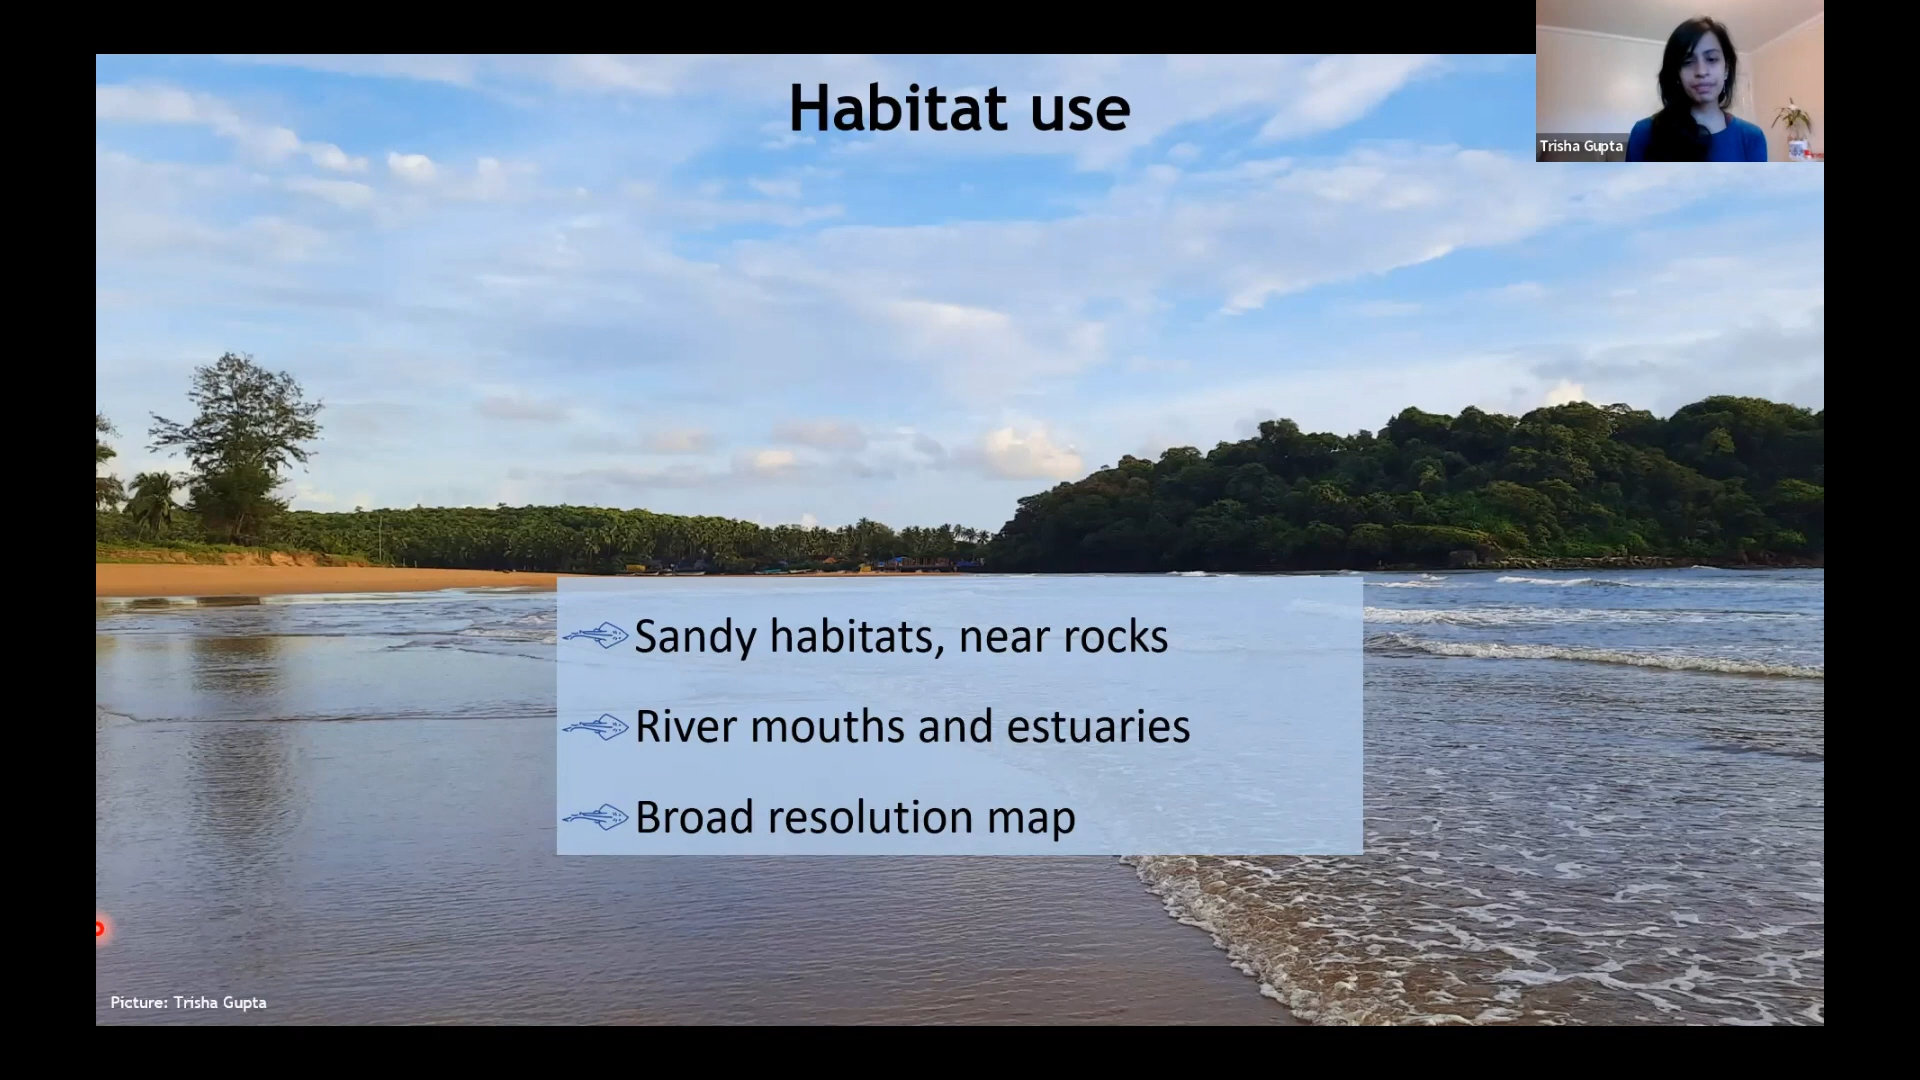 Habitat use
Trisha Gupta
Sandy habitats, near rocks
River mouths and estuaries
Broad resolution map
Picture: Trisha Gupta